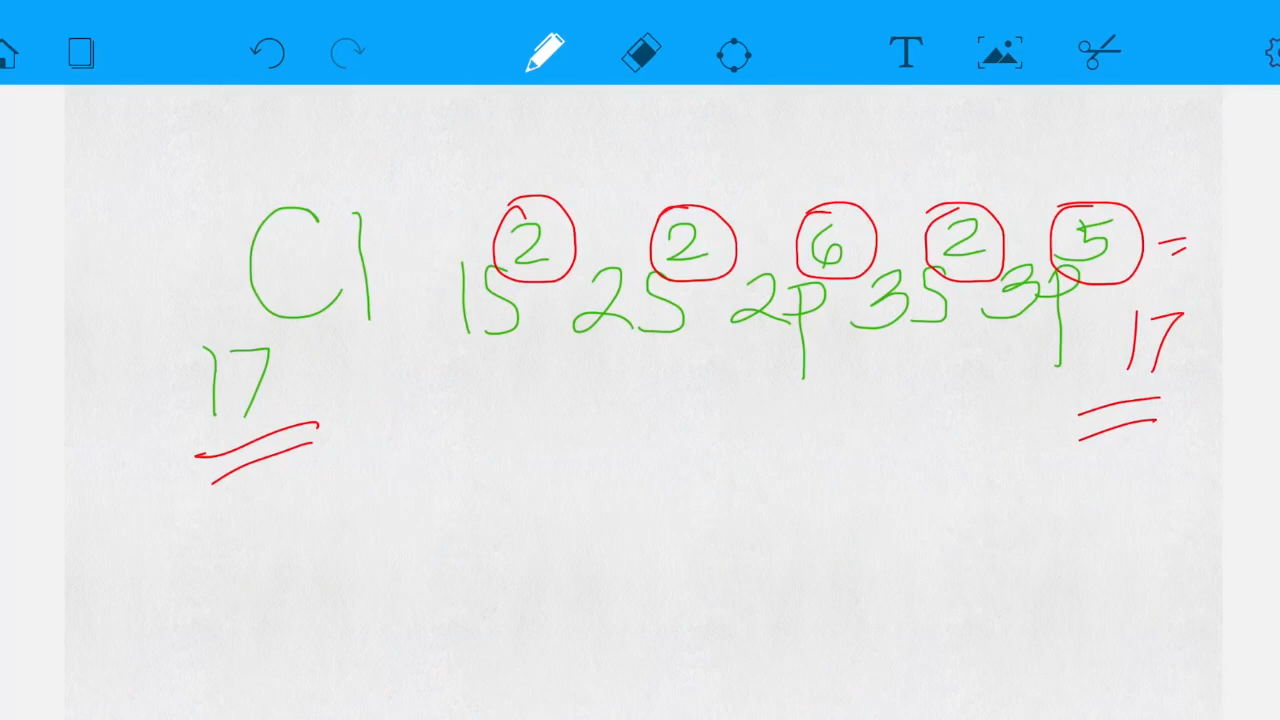 Cl 1s² 2s² 2p⁶ 3s² 3p⁵ =
17 17
T